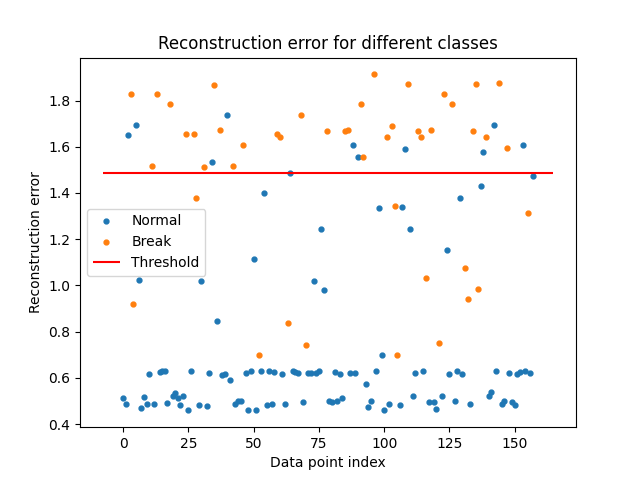 Reconstruction error for different classes
Reconstruction error
1.8
1.6
1.4
1.2
1.0
0.8
0.6
0.4
Normal
Break
Threshold
0 25 50 75 100 125 150
Data point index